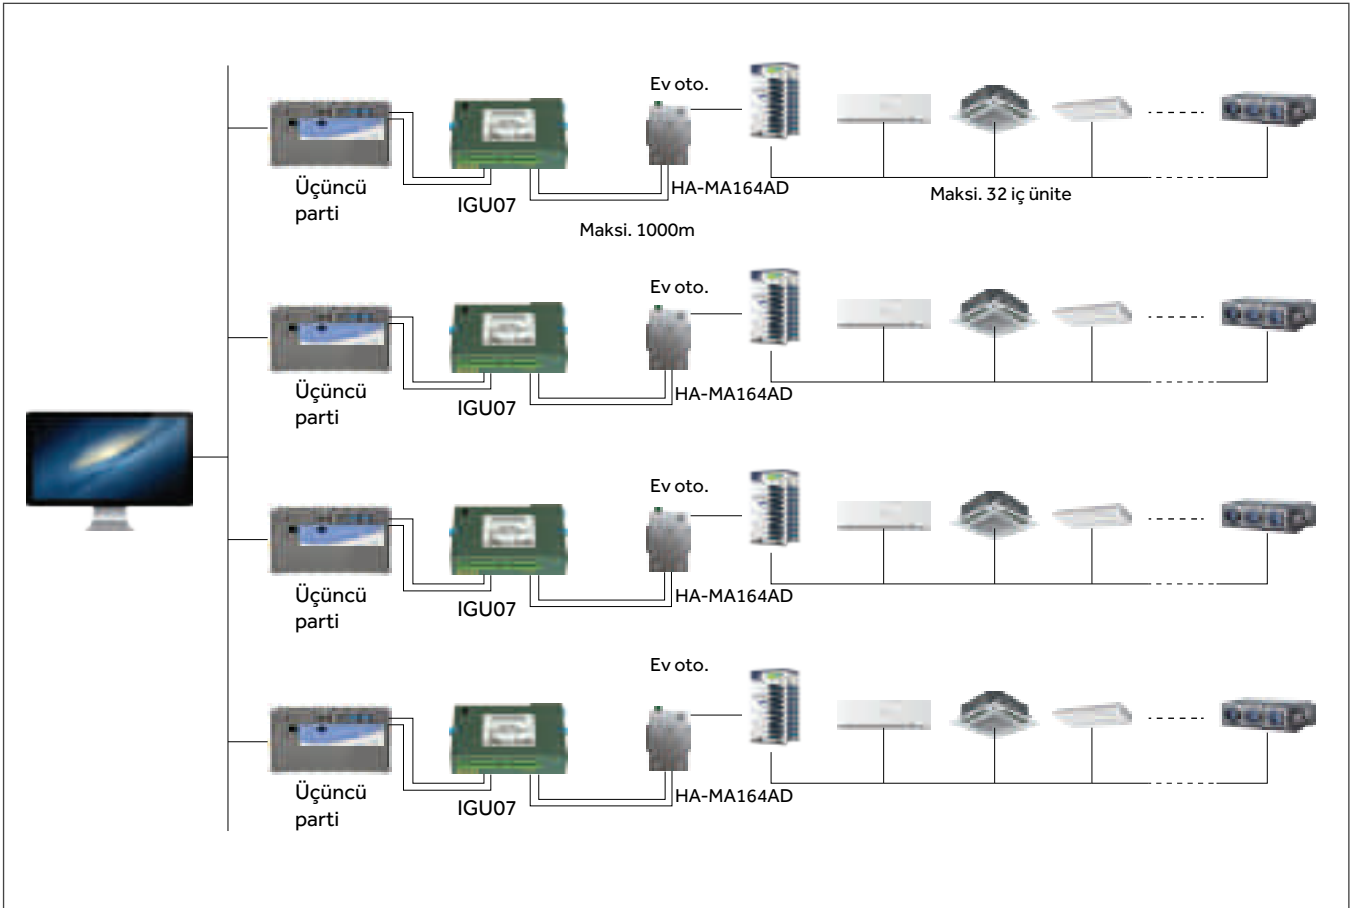 Ev oto.
Üçüncü
parti
IGU07
HA-MA164AD
Maksi. 32 iç ünite
Maksi. 1000m
Ev oto.
Üçüncü
parti
IGU07
HA-MA164AD
Ev oto.
Üçüncü
parti
IGU07
HA-MA164AD
Ev oto.
Üçüncü
parti
IGU07
HA-MA164AD